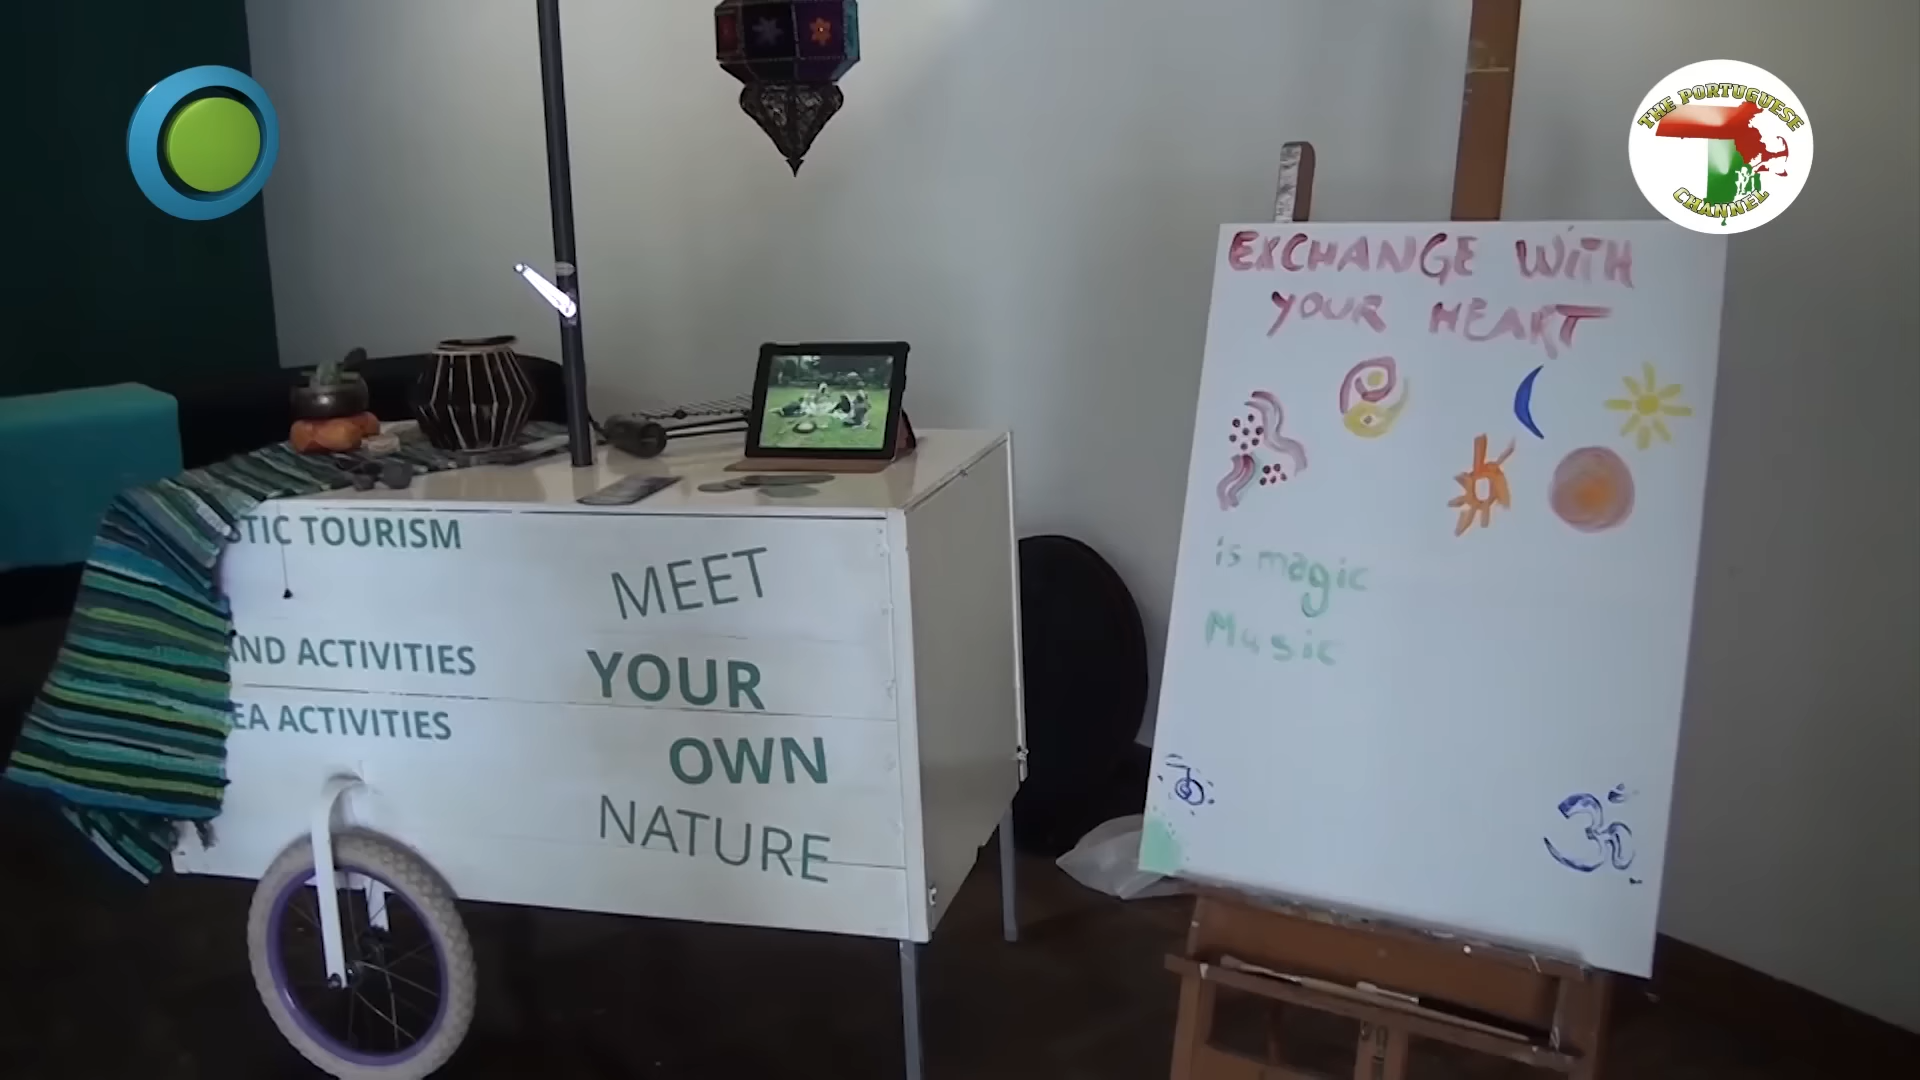 THE PORTUGUESE
CHANNEL
STIC TOURISM
AND ACTIVITIES
EA ACTIVITIES
MEET
YOUR
OWN
NATURE
EXCHANGE WITH
YOUR HEART
is magic
Music
ॐ